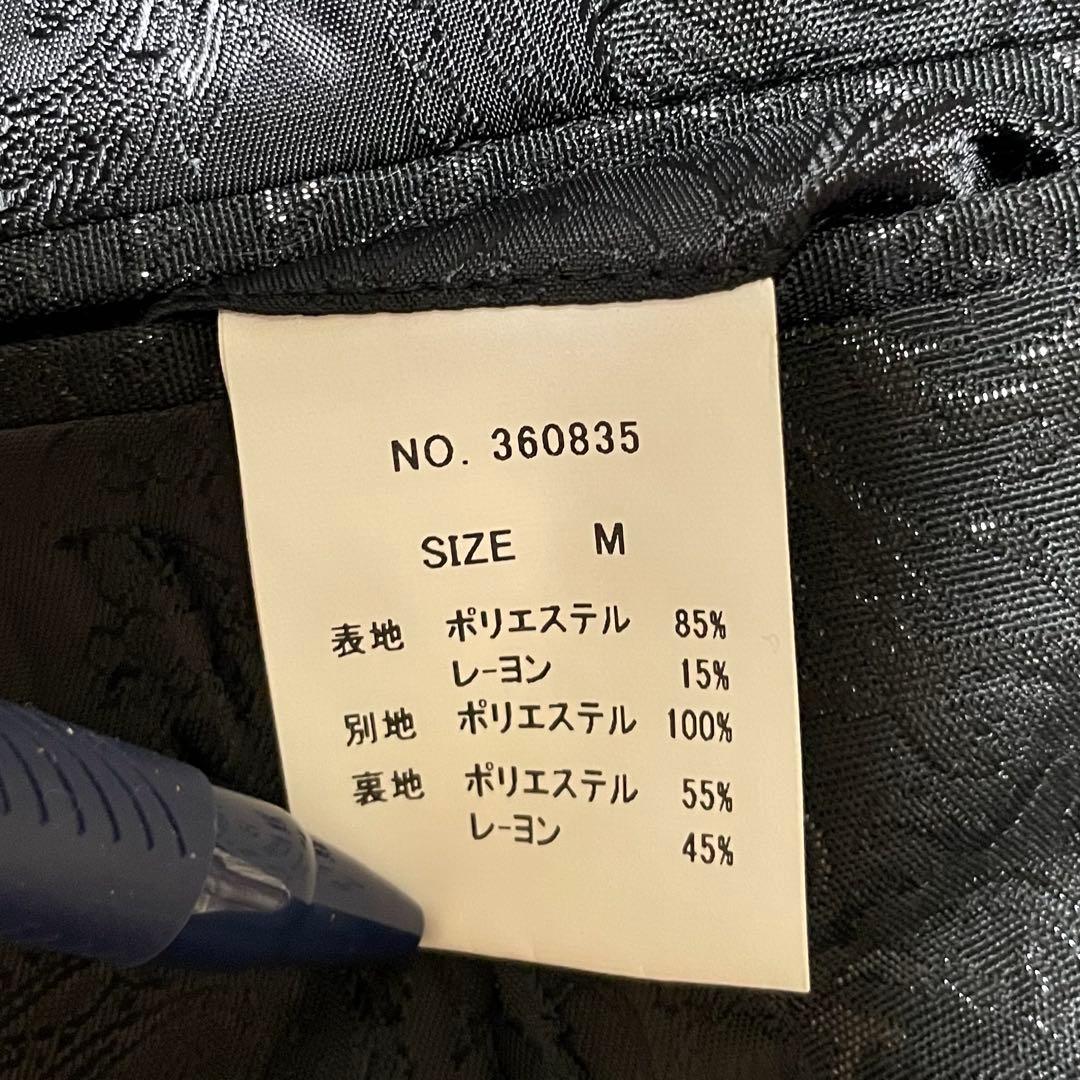 NO. 360835
SIZE M
表地 ポリエステル 85%
レーヨン 15%
別地 ポリエステル 100%
裏地 ポリエステル 55%
レーヨン 45%